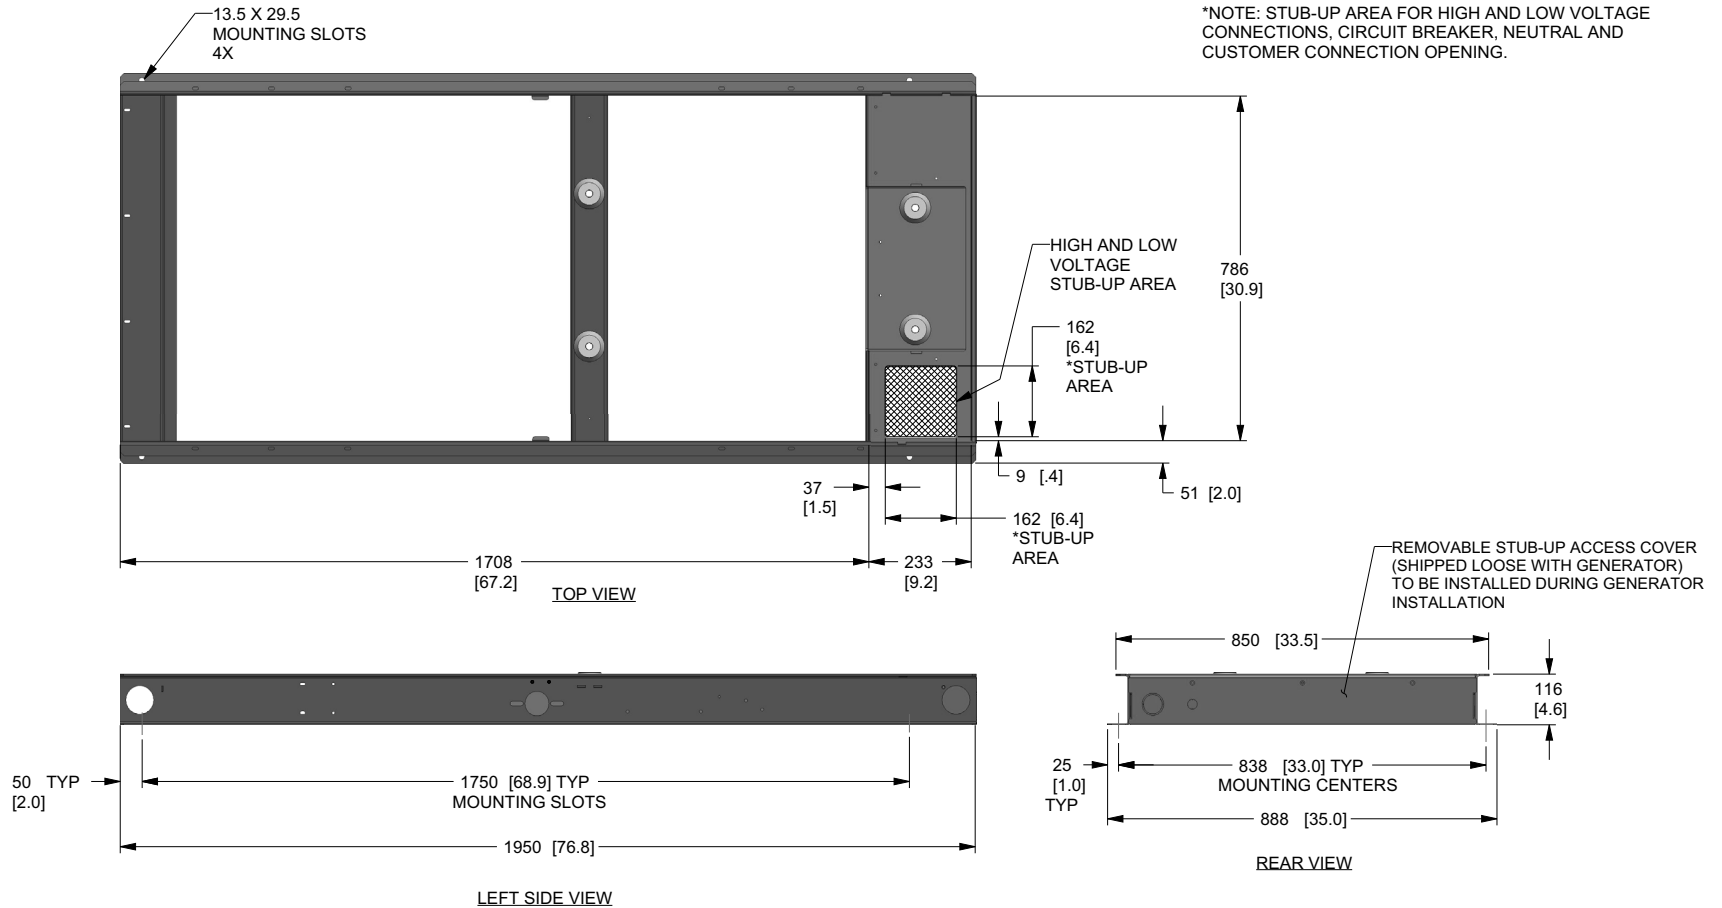 13.5 X 29.5
MOUNTING SLOTS
4X
*NOTE: STUB-UP AREA FOR HIGH AND LOW VOLTAGE
CONNECTIONS, CIRCUIT BREAKER, NEUTRAL AND
CUSTOMER CONNECTION OPENING.
HIGH AND LOW
VOLTAGE
STUB-UP AREA
786
[30.9]
162
[6.4]
*STUB-UP
AREA
9 [.4]
51 [2.0]
37
[1.5]
162 [6.4]
*STUB-UP
AREA
1708
[67.2]
233
[9.2]
TOP VIEW
REMOVABLE STUB-UP ACCESS COVER
(SHIPPED LOOSE WITH GENERATOR)
TO BE INSTALLED DURING GENERATOR
INSTALLATION
850 [33.5]
116
[4.6]
50 TYP
[2.0]
1750 [68.9] TYP
MOUNTING SLOTS
1950 [76.8]
LEFT SIDE VIEW
25
[1.0]
TYP
838 [33.0] TYP
MOUNTING CENTERS
888 [35.0]
REAR VIEW